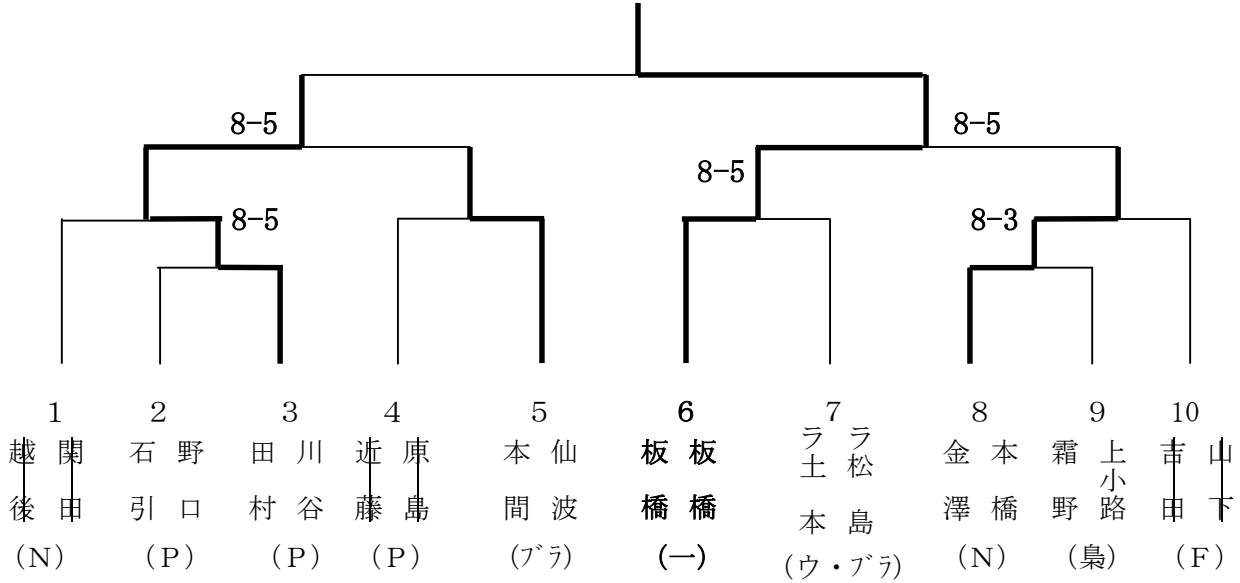 8-5
8-5
8-5
8-5
8-3
1 2 3 4 5 6 7 8 9 10
越後 関田 石引 野口 田村 川谷 近藤 原島 本間 仙波 板橋 板橋 ラ土本 ラ松島 金澤 本橋 霜野 上小路 吉田 山下
(N) (P) (P) (P) (ブラ) (一) (ウ・ブラ) (N) (梟) (F)